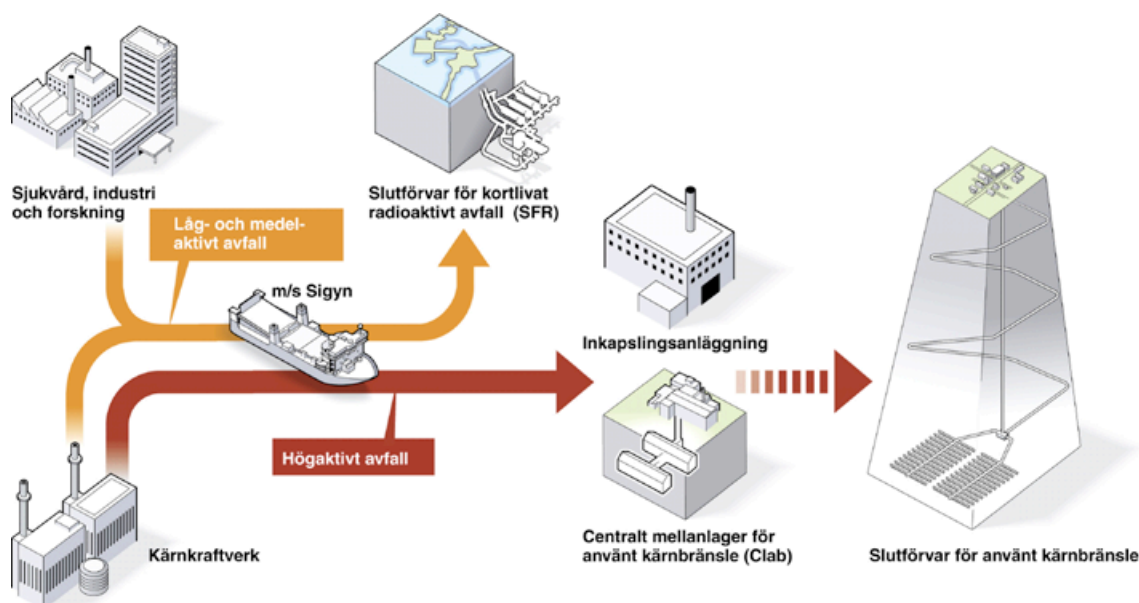 Sjukvård, industri
och forskning
Slutförvar för kortlivat
radioaktivt avfall (SFR)
Låg- och medel-
aktivt avfall
m/s Sigyn
Inkapslingsanläggning
Högaktivt avfall
Kärnkraftverk
Centralt mellanlager för
använt kärnbränsle (Clab)
Slutförvar för använt kärnbränsle